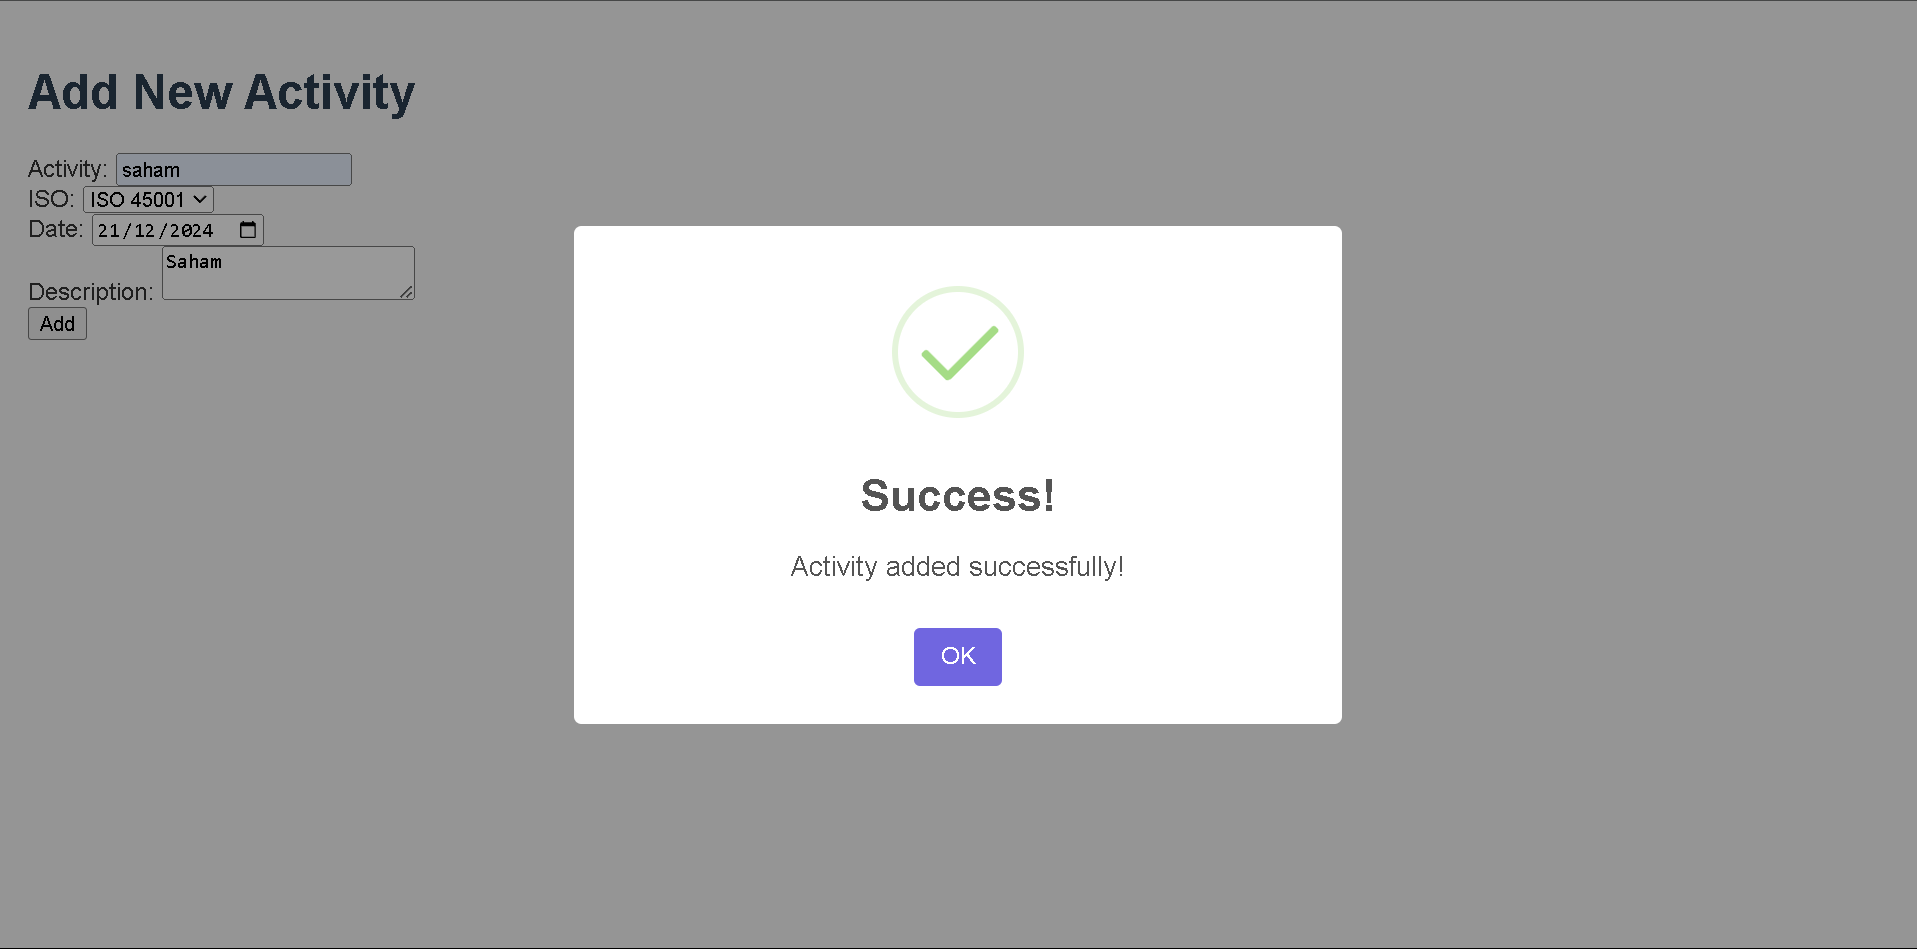 Add New Activity
Activity: saham
ISO: ISO 45001
Date: 21/12/2024
Description: Saham
Add
Success!
Activity added successfully!
OK